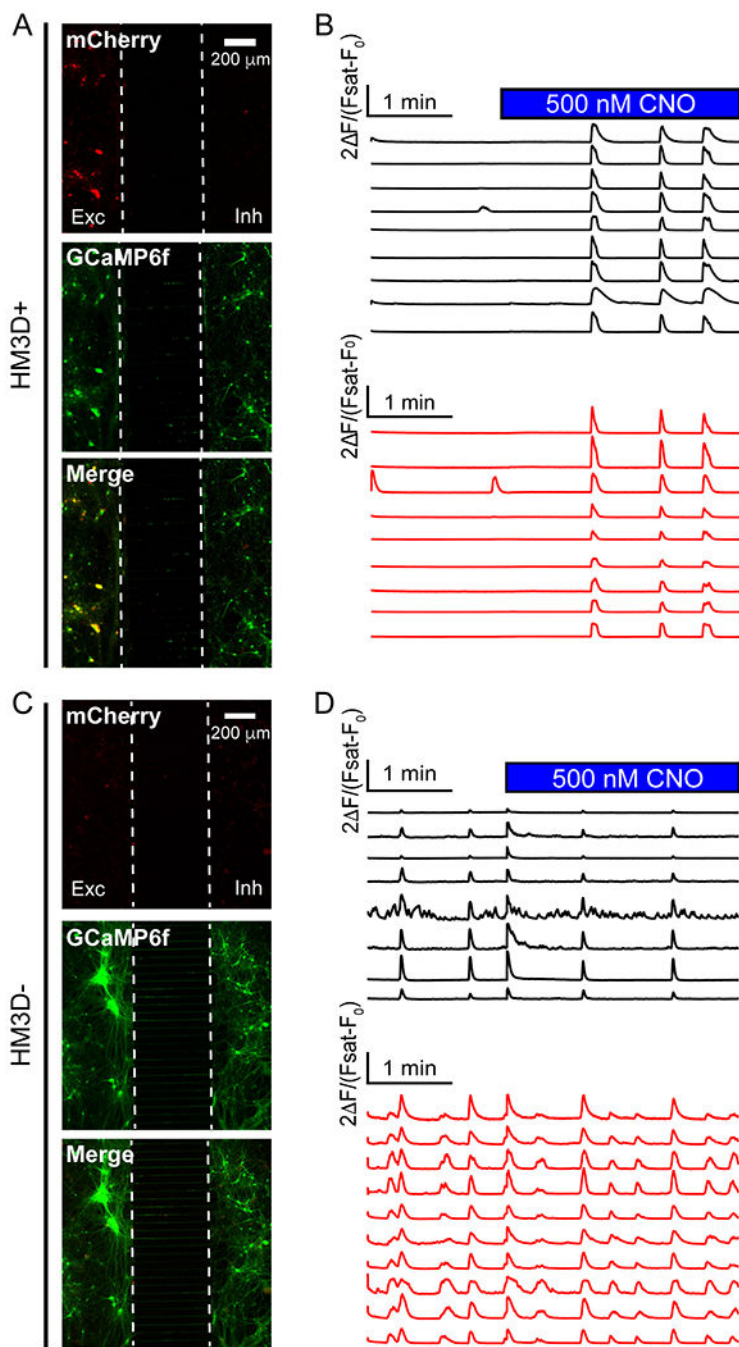 A
mCherry
200 μm
Exc
Inh
GCaMP6f
Merge
HM3D+
B
2ΔF/(Fsat-F₀)
1 min
500 nM CNO
2ΔF/(Fsat-F⁰)
1 min
C
mCherry
200 μm
Exc
Inh
GCaMP6f
Merge
HM3D-
D
2ΔF/(Fsat-F₀)
1 min
500 nM CNO
2ΔF/(Fsat-F₀)
1 min